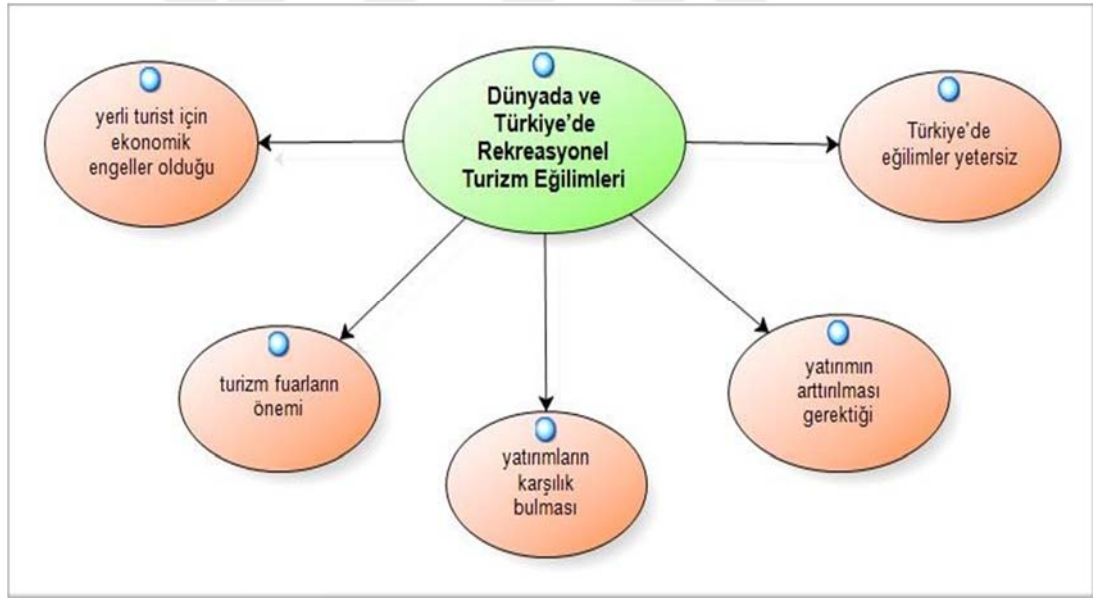 Dünyada ve
Türkiye'de
Rekreasyonel
Turizm Eğilimleri
yerli turist için
ekonomik
engeller olduğu
Türkiye'de
eğilimler yetersiz
turizm fuarların
önemi
yatırımların
karşılık
bulması
yatırımın
arttırılması
gerektiği